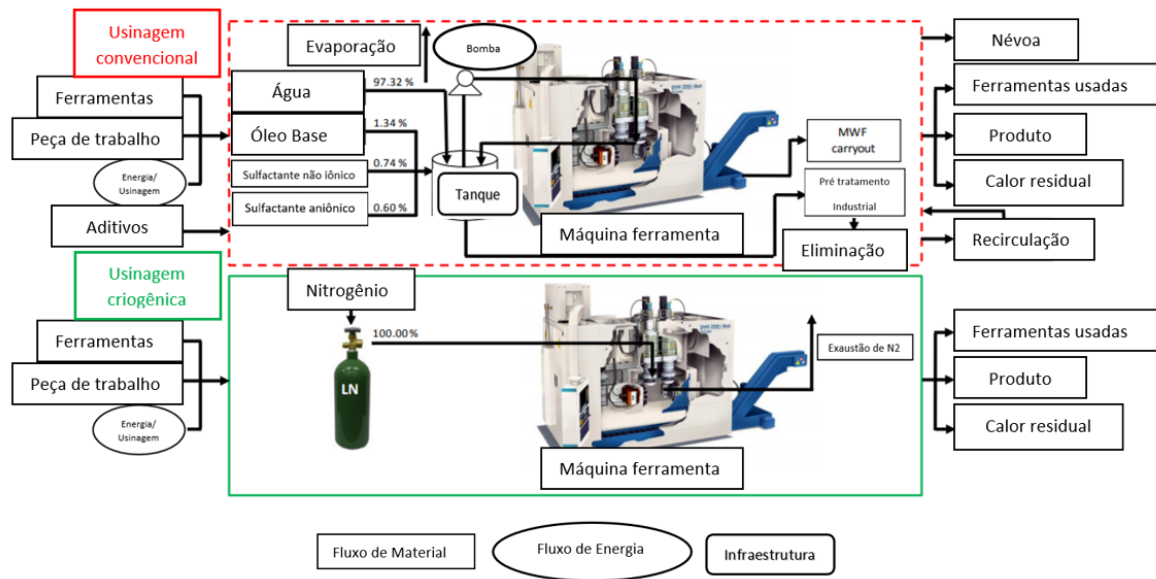 Usinagem
convencional
Ferramentas
Peça de trabalho
Energia/
Usinagem
Aditivos
Evaporação
Bomba
Água
97.32 %
Óleo Base
1.34 %
Sulfactante não iônico
0.74 %
Sulfactante aniônico
0.60 %
Tanque
Máquina ferramenta
MWF
carryout
Pré tratamento
Industrial
Eliminação
Névoa
Ferramentas usadas
Produto
Calor residual
Recirculação
Usinagem
criogênica
Ferramentas
Peça de trabalho
Energia/
Usinagem
Nitrogênio
100.00 %
LN
Máquina ferramenta
Exaustão de N2
Ferramentas usadas
Produto
Calor residual
Fluxo de Material
Fluxo de Energia
Infraestrutura